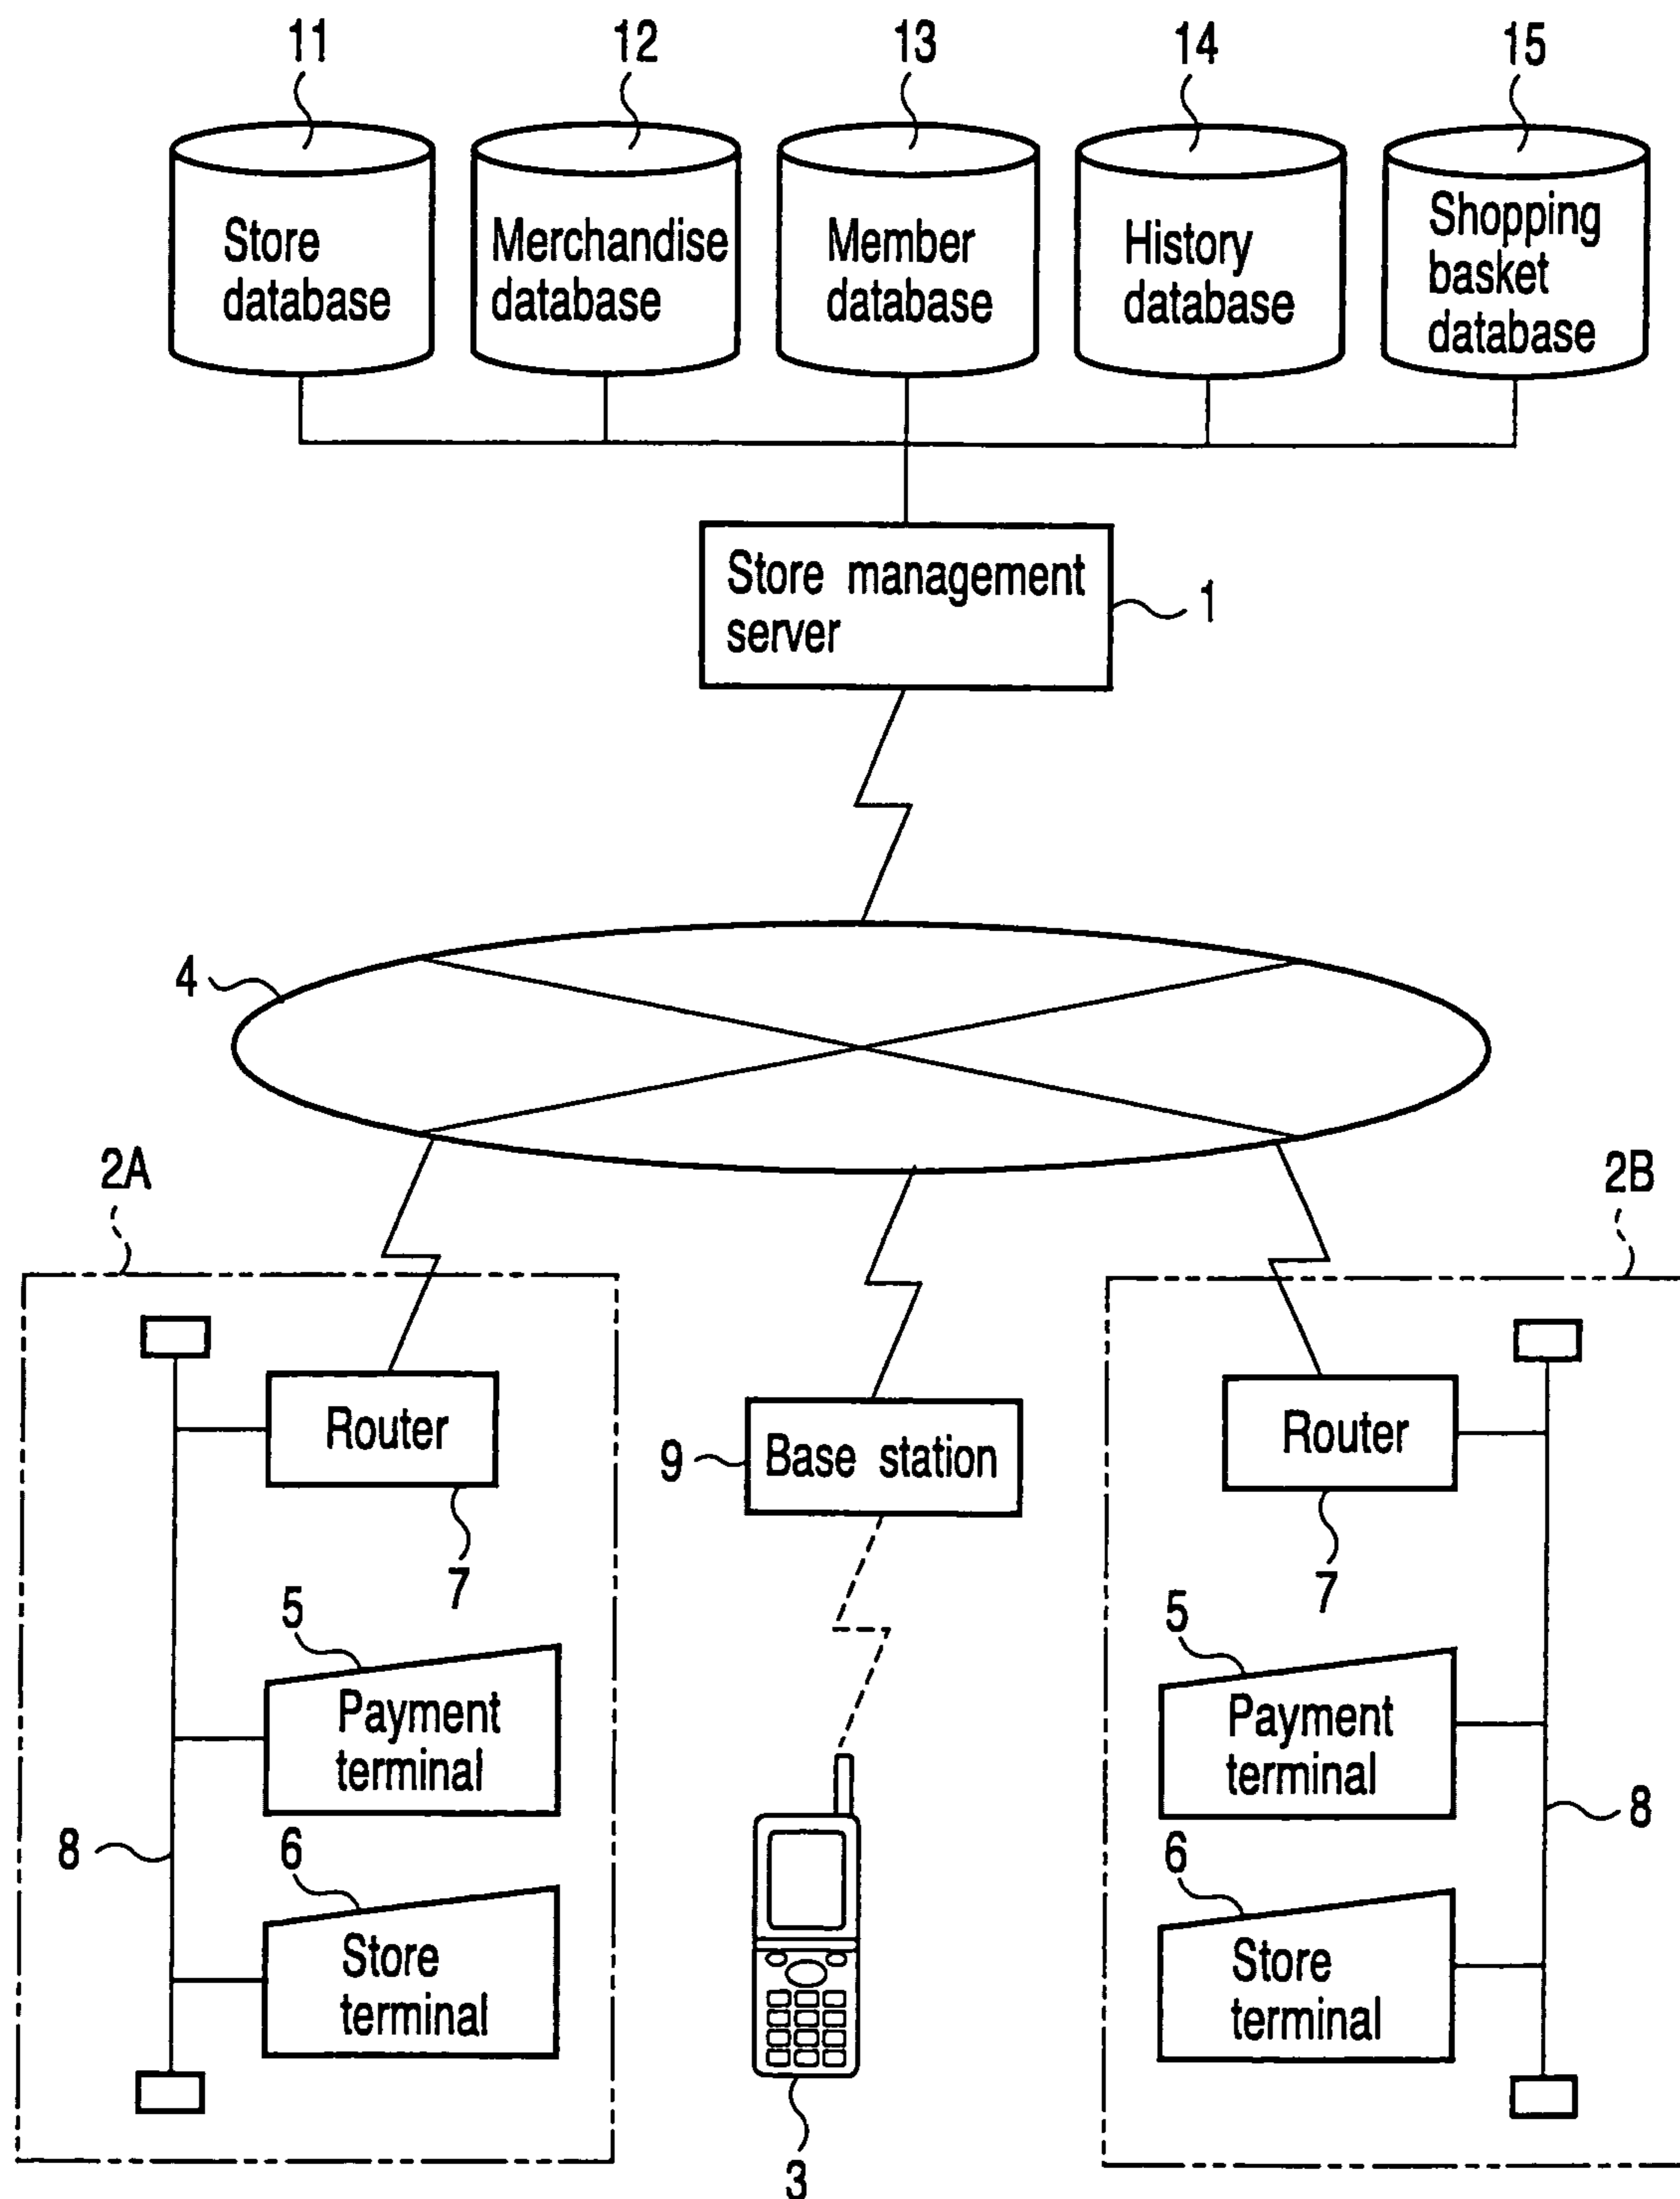 11
12
13
14
15
Store
database
Merchandise
database
Member
database
History
database
Shopping
basket
database
Store management
server
1
4
2A
2B
Router
7
9
Base station
Router
7
5
Payment
terminal
5
Payment
terminal
8
8
6
Store
terminal
6
Store
terminal
3